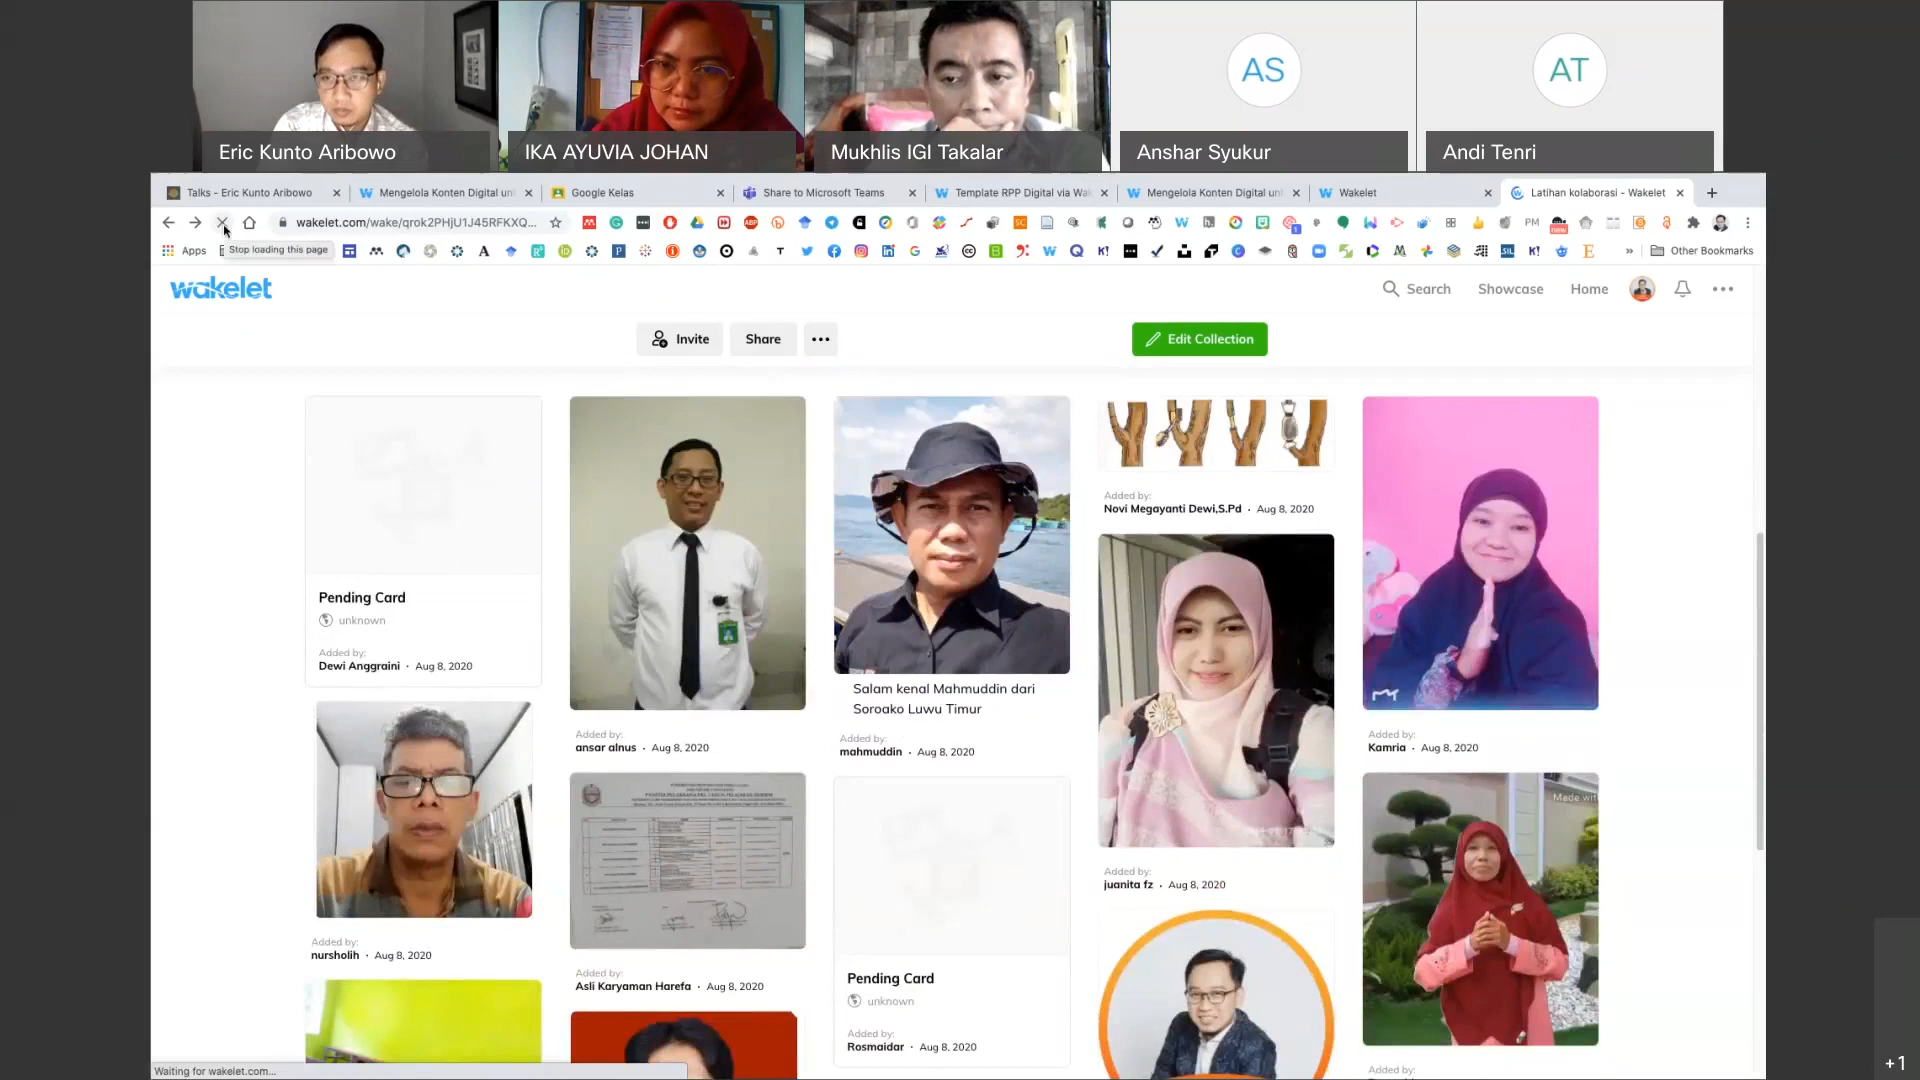 Eric Kunto Aribowo
IKA AYUVIA JOHAN
Mukhlis IGI Takalar
AS
Anshar Syukur
AT
Andi Tenri
Talks - Eric Kunto Aribowo
Mengelola Konten Digital un
Google Kelas
Share to Microsoft Teams
Template RPP Digital via Wa
Mengelola Konten Digital un
Wakelet
Latihan kolaborasi - Wakelet
wakelet.com/wake/qrok2PHjU1J45RFKXQ...
PM
new
Apps
Stop loading this page
Other Bookmarks
wakelet
Search
Showcase
Home
Invite
Share
Edit Collection
Pending Card
unknown
Added by:
Dewi Anggraini · Aug 8, 2020
Added by:
nursholih · Aug 8, 2020
Added by:
ansar alnus · Aug 8, 2020
Added by:
Asli Karyaman Harefa · Aug 8, 2020
Salam kenal Mahmuddin dari
Soroako Luwu Timur
Added by:
mahmuddin · Aug 8, 2020
Pending Card
unknown
Added by:
Rosmaidar · Aug 8, 2020
Added by:
Novi Megayanti Dewi,S.Pd · Aug 8, 2020
Added by:
juanita fz · Aug 8, 2020
Added by:
Kamria · Aug 8, 2020
Made wit
Added by:
Waiting for wakelet.com...
+1